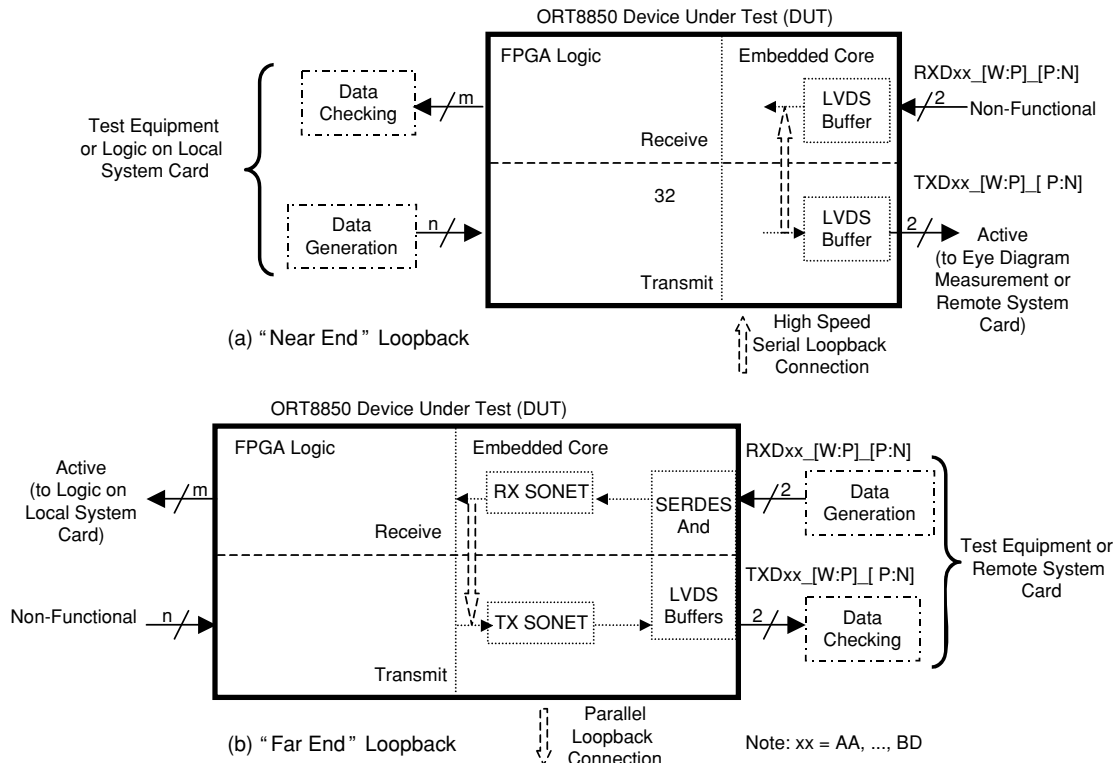 ORT8850 Device Under Test (DUT)
FPGA Logic
Embedded Core
Data
Checking
m
LVDS
Buffer
RXDxx_[W:P]_[P:N]
2
Non-Functional
Test Equipment
or Logic on Local
System Card
Receive
32
TXDxx_[W:P]_[ P:N]
Data
Generation
n
LVDS
Buffer
2
Active
(to Eye Diagram
Measurement or
Remote System
Card)
Transmit
(a) “Near End” Loopback
High Speed
Serial Loopback
Connection
ORT8850 Device Under Test (DUT)
FPGA Logic
Embedded Core
RXDxx_[W:P]_[P:N]
Active
(to Logic on
Local System
Card)
m
RX SONET
SERDES
And
2
Data
Generation
Receive
Test Equipment or
Remote System
Card
TXDxx_[W:P]_[ P:N]
Non-Functional
n
TX SONET
LVDS
Buffers
2
Data
Checking
Transmit
(b) “Far End” Loopback
Parallel
Loopback
Connection
Note: xx = AA, ..., BD